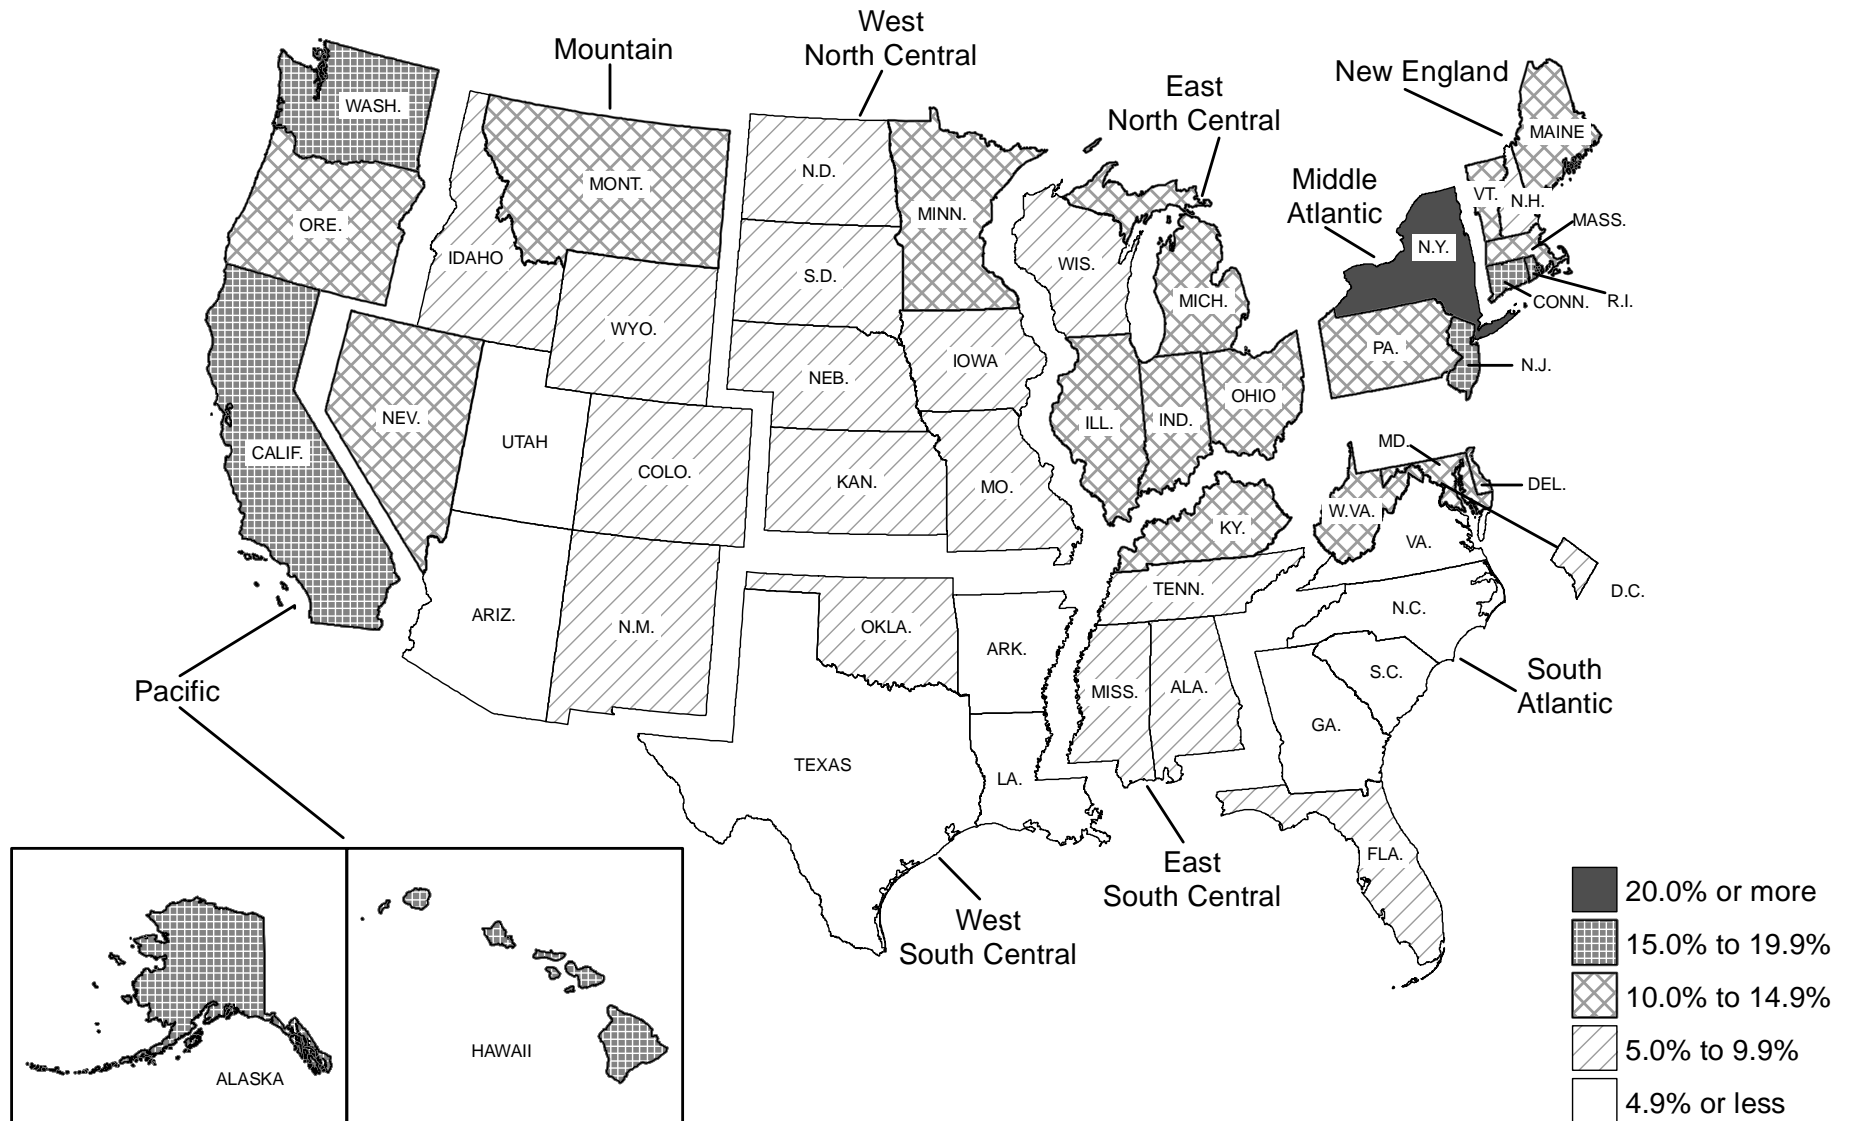 West
North Central
Mountain
New England
East
North Central
WASH.
MAINE
N.D.
MONT.
Middle
Atlantic
VT.
N.H.
MINN.
MASS.
ORE.
N.Y.
IDAHO
WIS.
S.D.
MICH.
CONN.
R.I.
WYO.
PA.
IOWA
N.J.
NEB.
OHIO
NEV.
ILL.
IND.
UTAH
MD.
CALIF.
COLO.
KAN.
MO.
DEL.
W.VA.
KY.
VA.
TENN.
D.C.
N.C.
ARIZ.
N.M.
OKLA.
ARK.
S.C.
South
Atlantic
Pacific
MISS.
ALA.
GA.
TEXAS
LA.
FLA.
East
South Central
West
South Central
HAWAII
ALASKA
20.0% or more
15.0% to 19.9%
10.0% to 14.9%
5.0% to 9.9%
4.9% or less